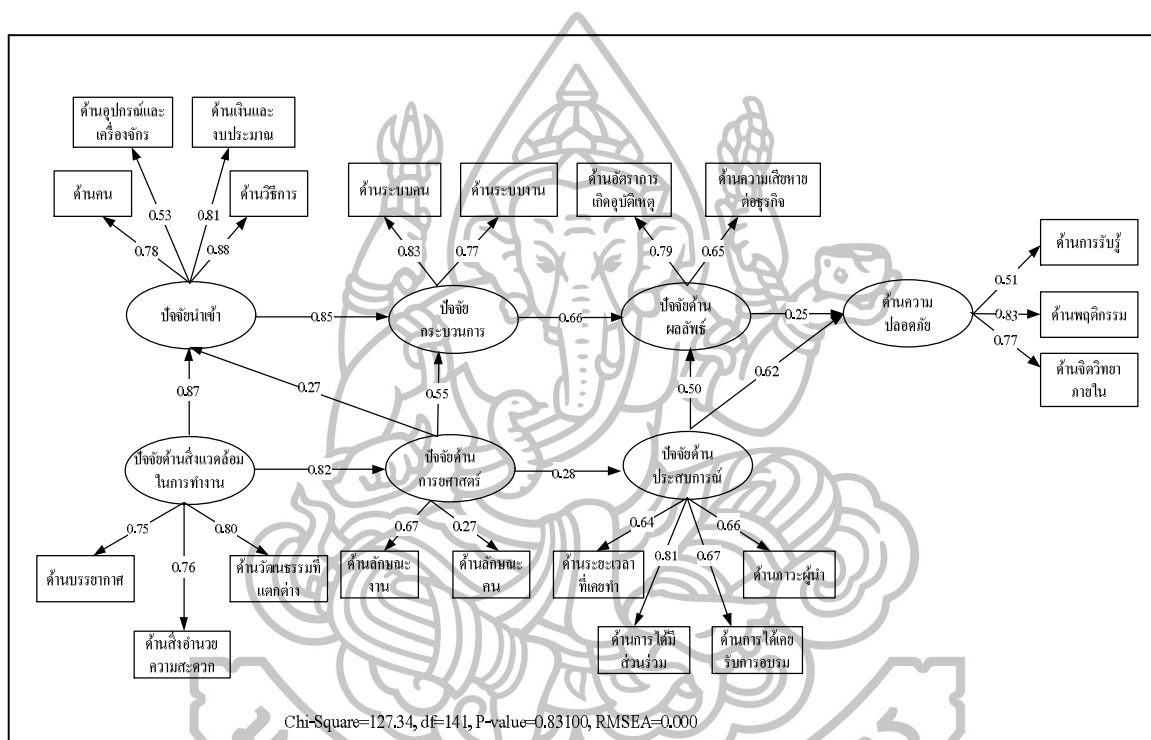 ด้านอุปกรณ์และ
เครื่องจักร
ด้านเงินและ
งบประมาณ
ด้านคน
ด้านวิธีการ
0.53
0.81
0.78
0.88
ด้านระบบคน
ด้านระบบงาน
0.83
0.77
ด้านอัตราการ
เกิดอุบัติเหตุ
ด้านความเสียหาย
ต่อธุรกิจ
0.79
0.65
ปัจจัยนำเข้า
0.85
ปัจจัย
กระบวนการ
0.66
ปัจจัยด้าน
ผลลัพธ์
0.25
ด้านความ
ปลอดภัย
0.51
0.83
0.77
ด้านการรับรู้
ด้านพฤติกรรม
ด้านจิตวิทยา
ภายใน
0.87
0.27
0.55
0.50
0.62
ปัจจัยด้านสิ่งแวดล้อม
ในการทำงาน
0.82
ปัจจัยด้าน
การยศาสตร์
0.28
ปัจจัยด้าน
ประสบการณ์
0.75
0.76
0.80
ด้านบรรยากาศ
ด้านวัฒนธรรมที่
แตกต่าง
ด้านสิ่งอำนวย
ความสะดวก
0.67
0.27
ด้านลักษณะ
งาน
ด้านลักษณะ
คน
0.64
0.81
0.67
0.66
ด้านระยะเวลา
ที่เคยทำ
ด้านภาวะผู้นำ
ด้านการได้มี
ส่วนร่วม
ด้านการได้เคย
รับการอบรม
Chi-Square=127.34, df=141, P-value=0.83100, RMSEA=0.000